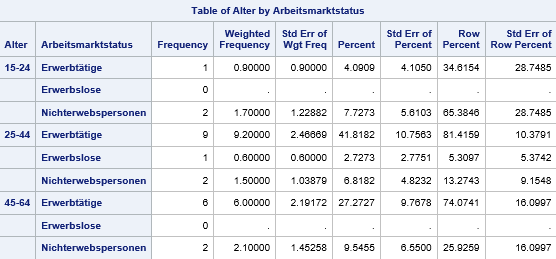 Table of Alter by Arbeitsmarktstatus
Alter Arbeitsmarktstatus Frequency Weighted Frequency Std Err of Wgt Freq Percent Std Err of Percent Row Percent Std Err of Row Percent
15-24 Erwerbtätige 1 0.90000 0.90000 4.0909 4.1050 34.6154 28.7485
Erwerbslose 0 . . . . . .
Nichterwebspersonen 2 1.70000 1.22882 7.7273 5.6103 65.3846 28.7485
25-44 Erwerbtätige 9 9.20000 2.46669 41.8182 10.7563 81.4159 10.3791
Erwerbslose 1 0.60000 0.60000 2.7273 2.7751 5.3097 5.3742
Nichterwebspersonen 2 1.50000 1.03879 6.8182 4.8232 13.2743 9.1548
45-64 Erwerbtätige 6 6.00000 2.19172 27.2727 9.7678 74.0741 16.0997
Erwerbslose 0 . . . . . .
Nichterwebspersonen 2 2.10000 1.45258 9.5455 6.5500 25.9259 16.0997